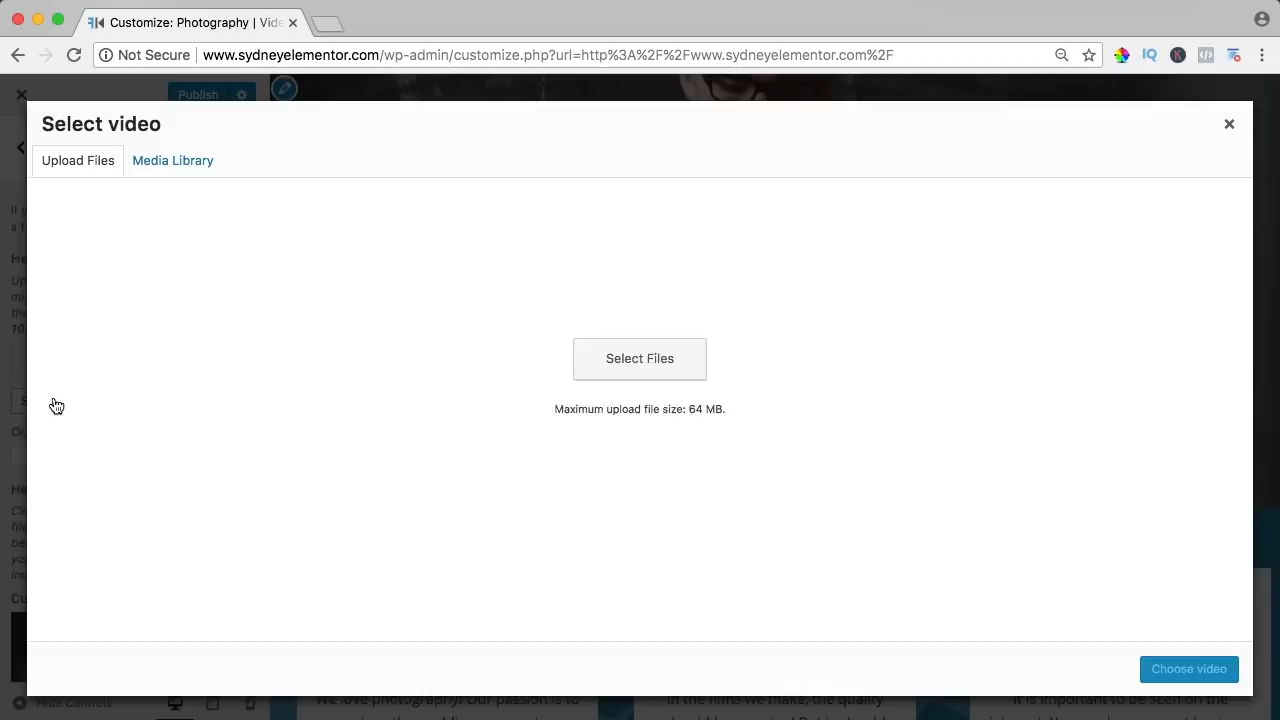 Customize: Photography | Vide
Not Secure
www.sydneyelementor.com/wp-admin/customize.php?url=http%3A%2F%2Fwww.sydneyelementor.com%2F
Publish
Select video
Upload Files
Media Library
Select Files
Maximum upload file size: 64 MB.
Choose video
Hide Controls
We love photography! Our passion is to
in the films we make, the quality
It is important to be seen on the